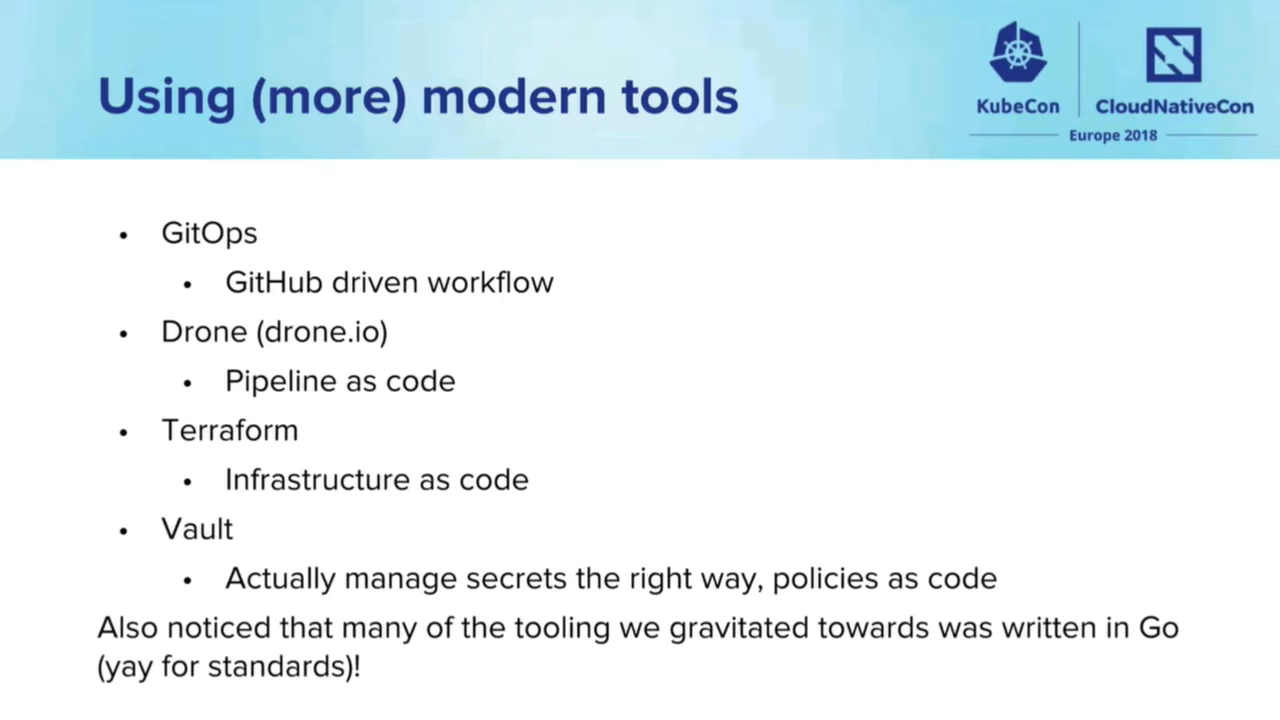 Using (more) modern tools
KubeCon
CloudNativeCon
Europe 2018
• GitOps
• GitHub driven workflow
• Drone (drone.io)
• Pipeline as code
• Terraform
• Infrastructure as code
• Vault
• Actually manage secrets the right way, policies as code
Also noticed that many of the tooling we gravitated towards was written in Go
(yay for standards)!